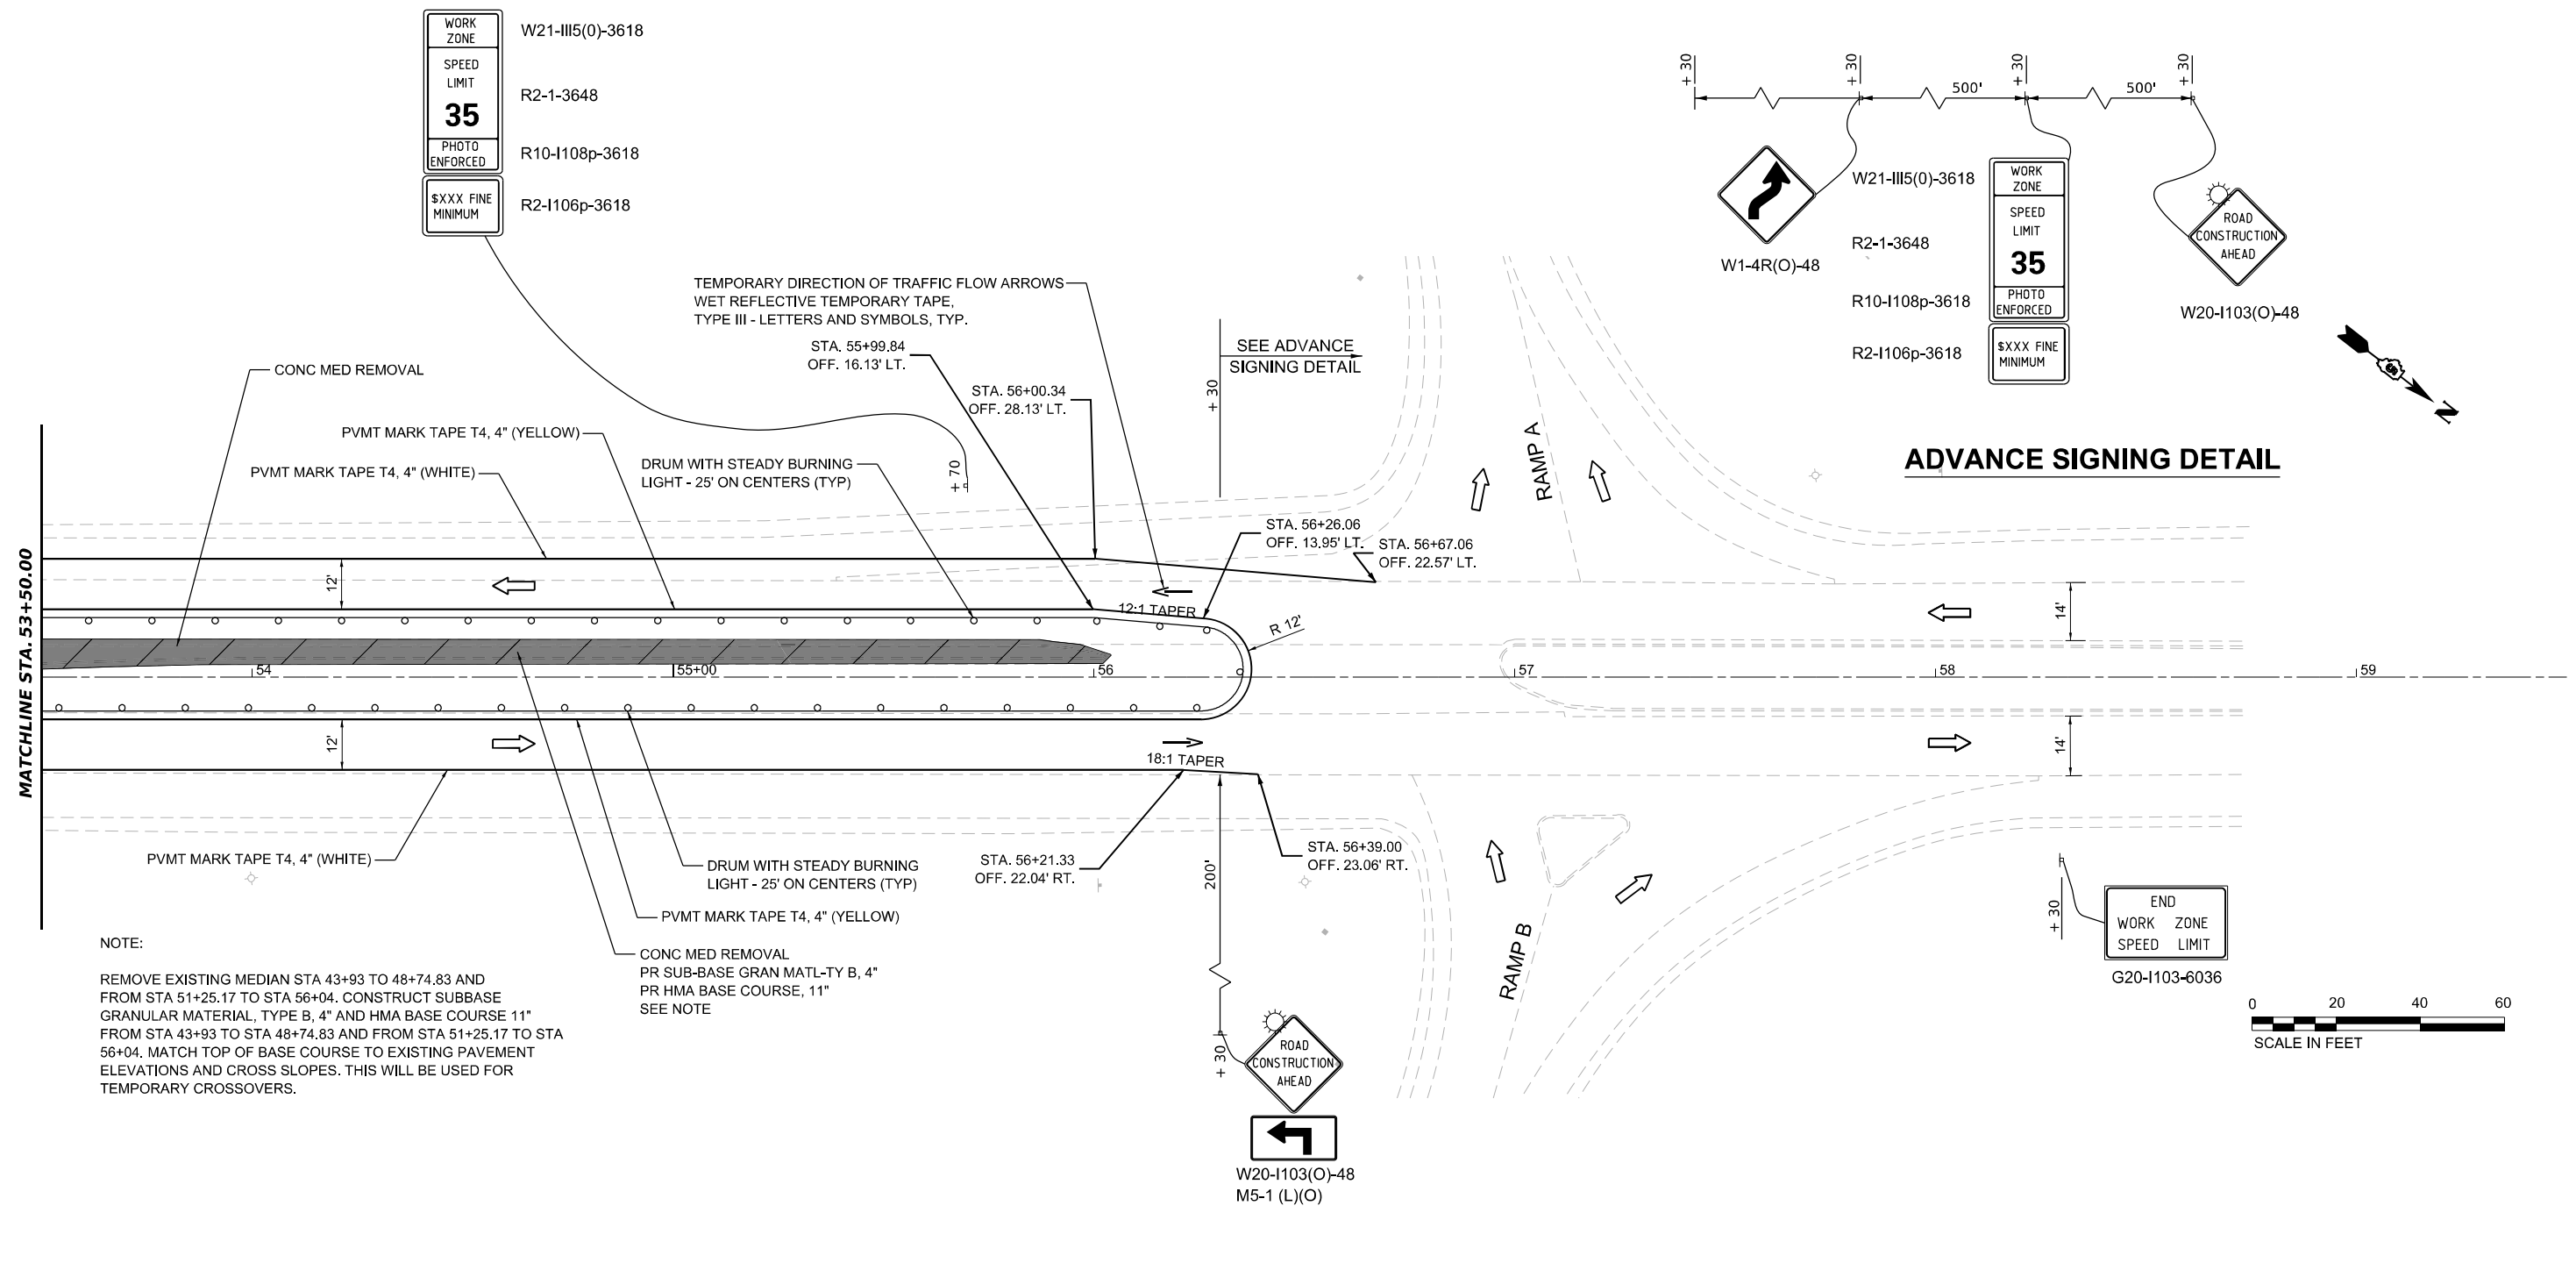 WORK
ZONE
SPEED
LIMIT
35
PHOTO
ENFORCED
$XXX FINE
MINIMUM
W21-III5(0)-3618
R2-1-3648
R10-I108p-3618
R2-I106p-3618
+ 30
+ 30
+ 30
+ 30
500'
500'
W1-4R(O)-48
W21-III5(0)-3618
R2-1-3648
R10-I108p-3618
R2-I106p-3618
WORK
ZONE
SPEED
LIMIT
35
PHOTO
ENFORCED
$XXX FINE
MINIMUM
ROAD
CONSTRUCTION
AHEAD
W20-I103(O)-48
N
ADVANCE SIGNING DETAIL
TEMPORARY DIRECTION OF TRAFFIC FLOW ARROWS
WET REFLECTIVE TEMPORARY TAPE,
TYPE III - LETTERS AND SYMBOLS, TYP.
STA. 55+99.84
OFF. 16.13' LT.
STA. 56+00.34
OFF. 28.13' LT.
SEE ADVANCE
SIGNING DETAIL
+ 30
CONC MED REMOVAL
PVMT MARK TAPE T4, 4" (YELLOW)
PVMT MARK TAPE T4, 4" (WHITE)
DRUM WITH STEADY BURNING
LIGHT - 25' ON CENTERS (TYP)
+ 70
RAMP A
STA. 56+26.06
OFF. 13.95' LT.
STA. 56+67.06
OFF. 22.57' LT.
MATCHLINE STA. 53+50.00
12'
12:1 TAPER
R 12'
14'
54
55+00
56
57
58
59
12'
18:1 TAPER
14'
PVMT MARK TAPE T4, 4" (WHITE)
DRUM WITH STEADY BURNING
LIGHT - 25' ON CENTERS (TYP)
PVMT MARK TAPE T4, 4" (YELLOW)
CONC MED REMOVAL
PR SUB-BASE GRAN MATL-TY B, 4"
PR HMA BASE COURSE, 11"
SEE NOTE
STA. 56+21.33
OFF. 22.04' RT.
200'
STA. 56+39.00
OFF. 23.06' RT.
RAMP B
+ 30
END
WORK ZONE
SPEED LIMIT
G20-I103-6036
NOTE:
REMOVE EXISTING MEDIAN STA 43+93 TO 48+74.83 AND
FROM STA 51+25.17 TO STA 56+04. CONSTRUCT SUBBASE
GRANULAR MATERIAL, TYPE B, 4" AND HMA BASE COURSE 11"
FROM STA 43+93 TO STA 48+74.83 AND FROM STA 51+25.17 TO STA
56+04. MATCH TOP OF BASE COURSE TO EXISTING PAVEMENT
ELEVATIONS AND CROSS SLOPES. THIS WILL BE USED FOR
TEMPORARY CROSSOVERS.
+ 30
ROAD
CONSTRUCTION
AHEAD
W20-I103(O)-48
M5-1 (L)(O)
0 20 40 60
SCALE IN FEET